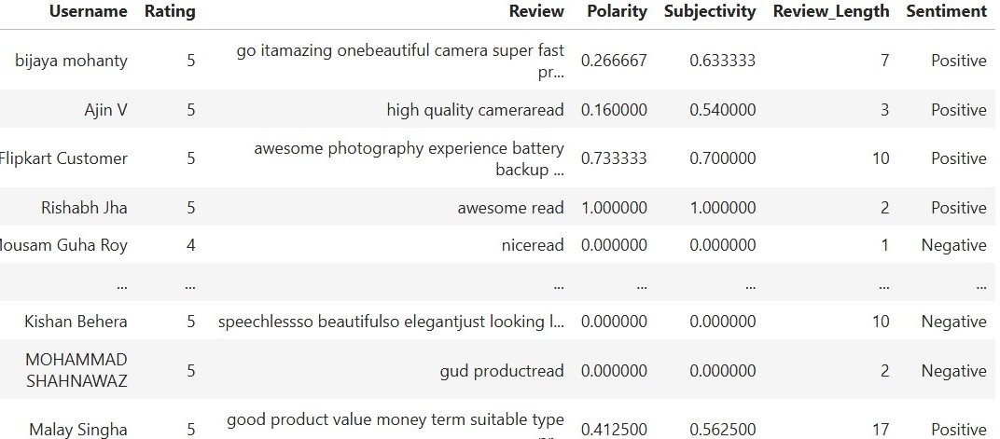 Username Rating Review Polarity Subjectivity Review_Length Sentiment
bijaya mohanty 5 go itamazing onebeautiful camera super fast pr... 0.266667 0.633333 7 Positive
Ajin V 5 high quality cameraread 0.160000 0.540000 3 Positive
Flipkart Customer 5 awesome photography experience battery backup ... 0.733333 0.700000 10 Positive
Rishabh Jha 5 awesome read 1.000000 1.000000 2 Positive
Guha Roy 4 niceread 0.000000 0.000000 1 Negative
... ... ... ... ... ... ...
Kishan Behera 5 speechlessso beautifulso elegantjust looking l... 0.000000 0.000000 10 Negative
MOHAMMAD SHAHNAWAZ 5 gud productread 0.000000 0.000000 2 Negative
Malay Singha 5 good product value money term suitable type 0.412500 0.562500 17 Positive